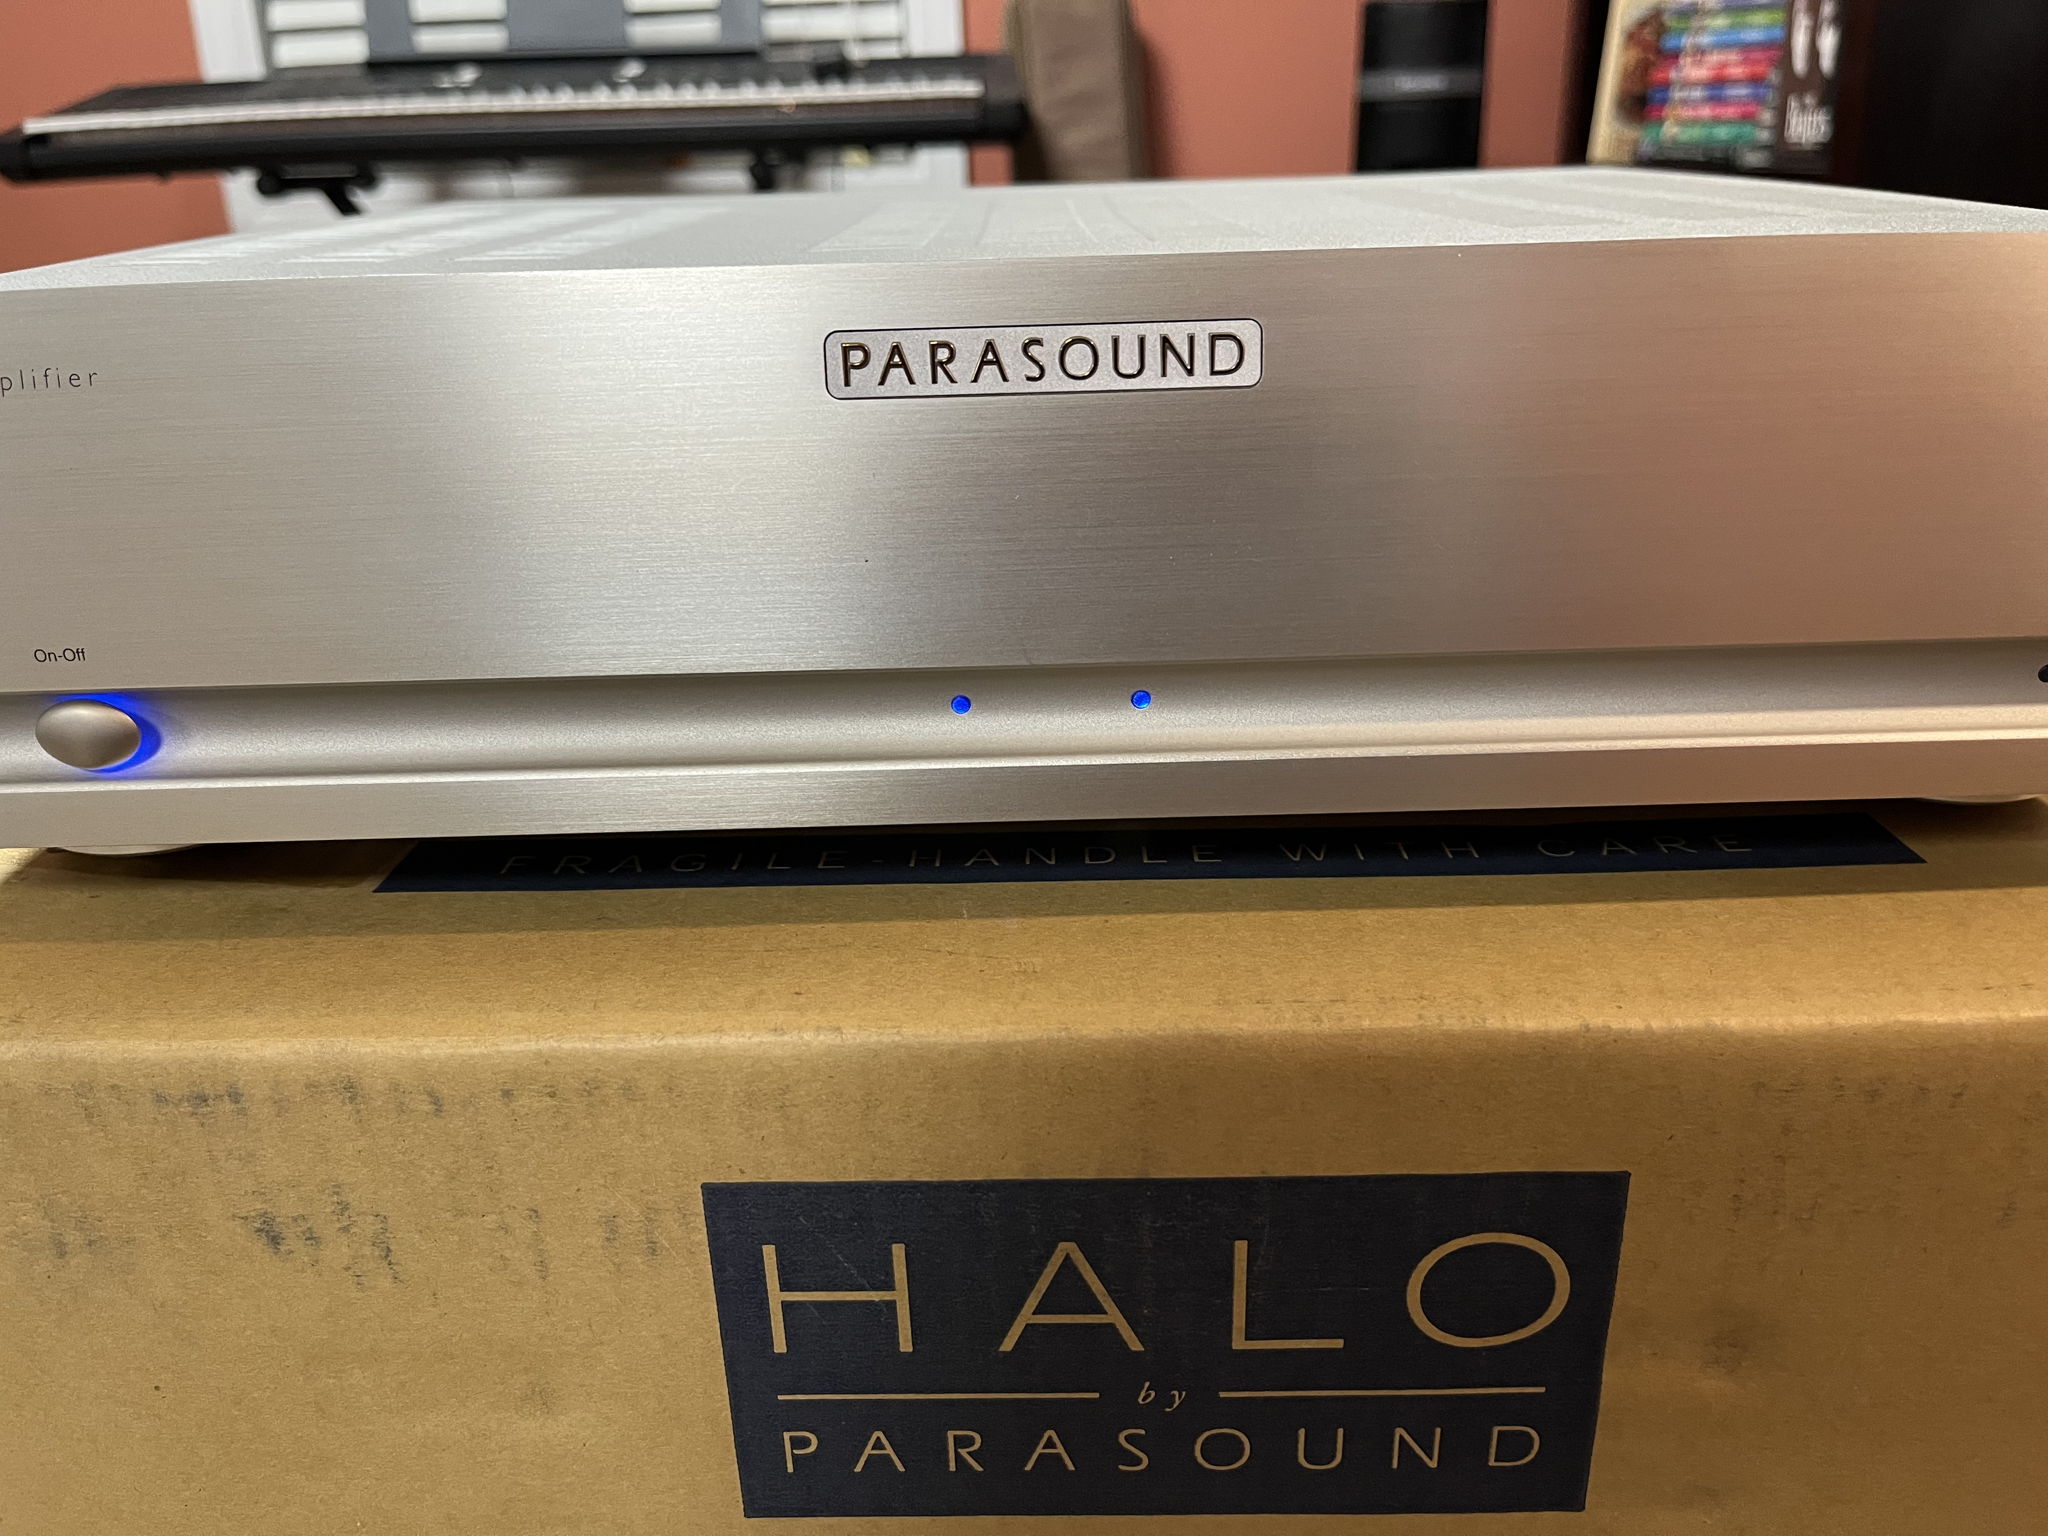 plifier
PARASOUND
On-Off
FRAGILE-HANDLE WITH CARE
HALO
by
PARASOUND